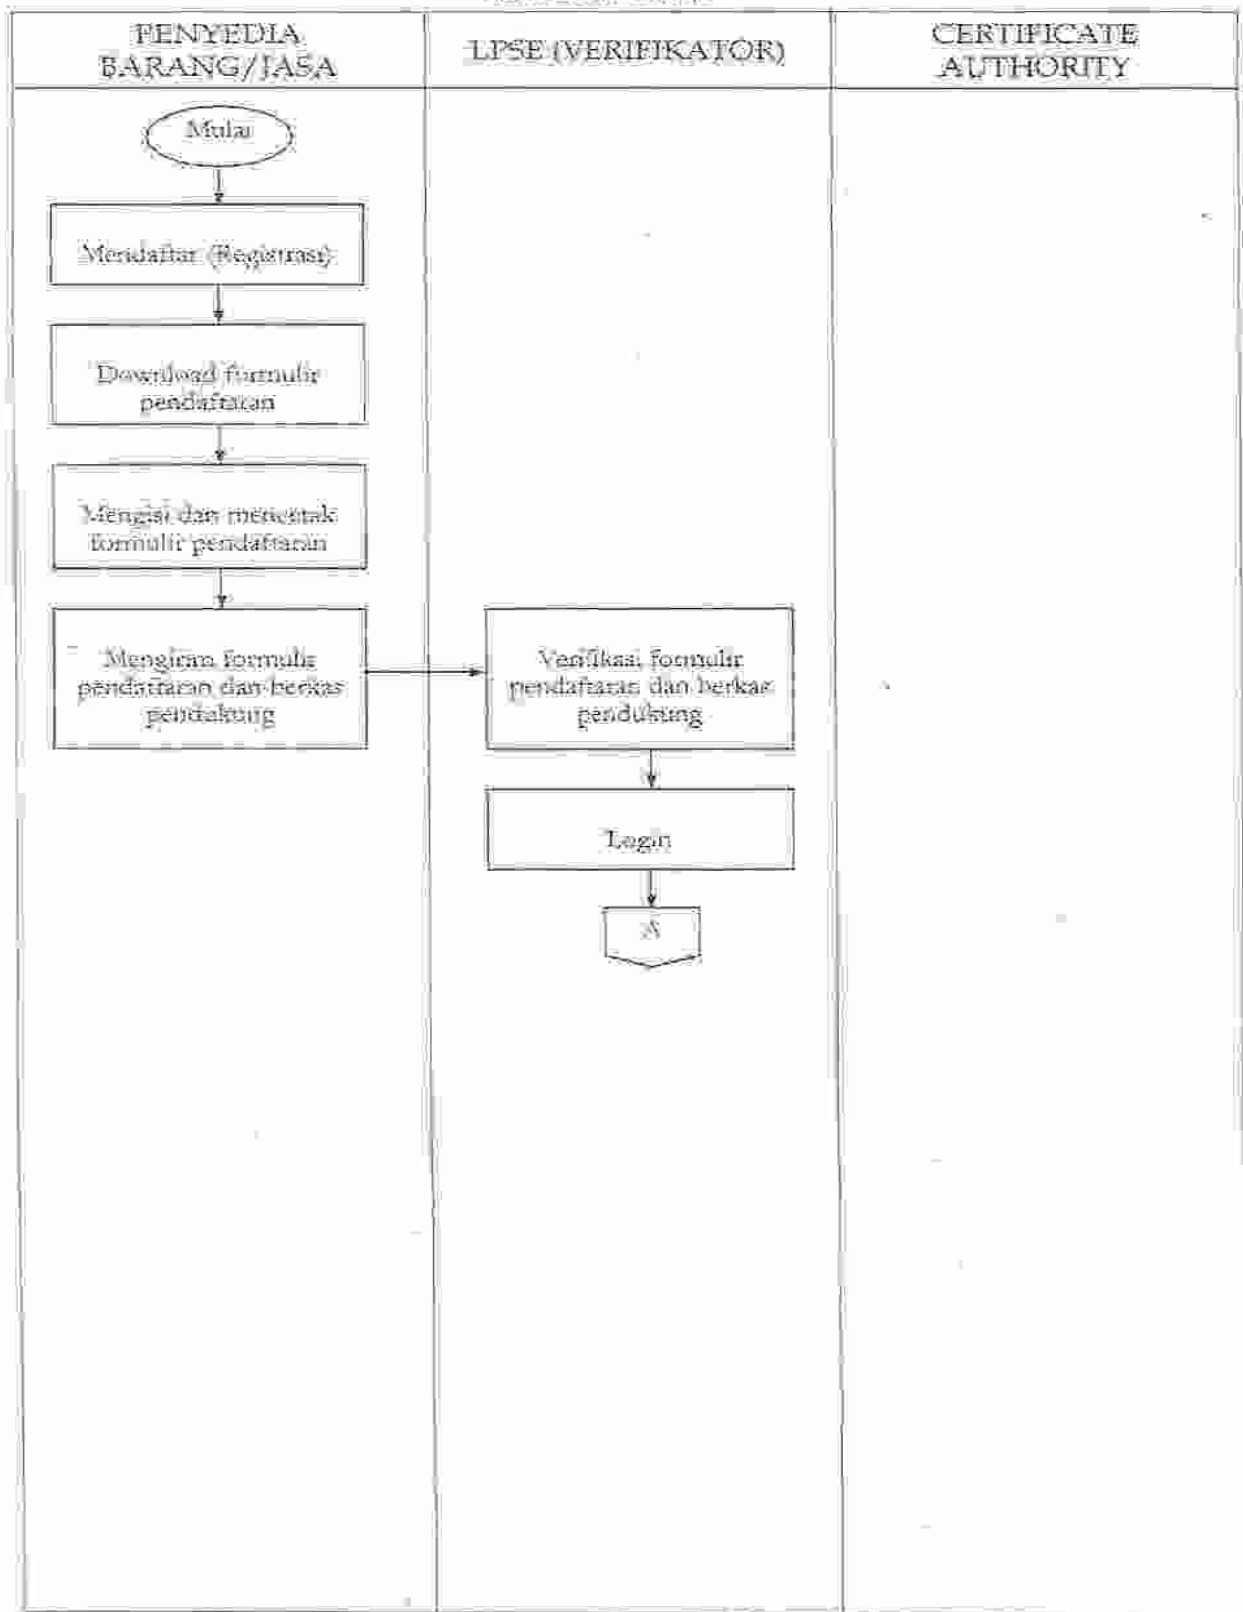 PENYEDIA
BARANG/JASA
LPSE (VERIFIKATOR)
CERTIFICATE
AUTHORITY
Mulai
Mendaftar (Registrasi)
Download formulir
pendaftaran
Mengisi dan mencetak
formulir pendaftaran
Mengirim formulir
pendaftaran dan berkas
pendukung
Verifikasi formulir
pendaftaran dan berkas
pendukung
Login
A